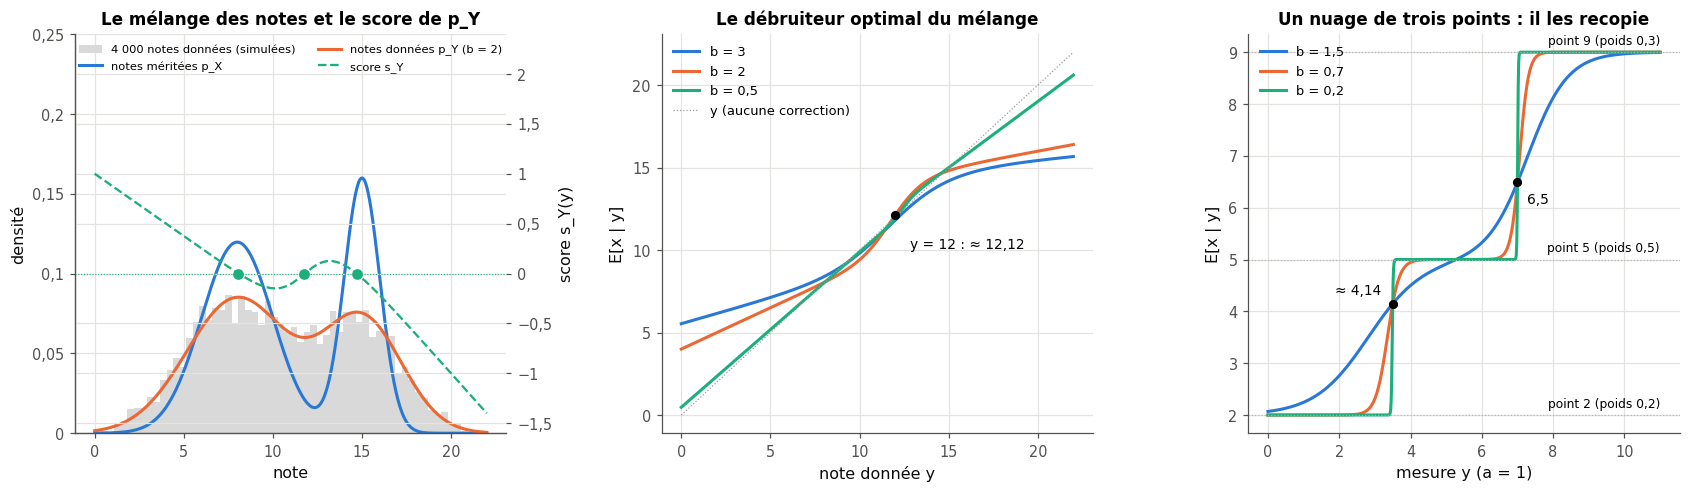 Le mélange des notes et le score de p_Y
0,25
0,2
0,15
0,1
0,05
0
densité
4 000 notes données (simulées)
notes méritées p_X
notes données p_Y (b = 2)
score s_Y
2
1,5
1
0,5
0
−0,5
−1
−1,5
score s_Y(y)
0
5
10
15
20
note
Le débruiteur optimal du mélange
20
15
10
5
0
E[x | y]
b = 3
b = 2
b = 0,5
y (aucune correction)
y = 12 : ≈ 12,12
0
5
10
15
20
note donnée y
Un nuage de trois points : il les recopie
9
8
7
6
5
4
3
2
E[x | y]
b = 1,5
b = 0,7
b = 0,2
point 9 (poids 0,3)
6,5
point 5 (poids 0,5)
≈ 4,14
point 2 (poids 0,2)
0
2
4
6
8
10
mesure y (a = 1)